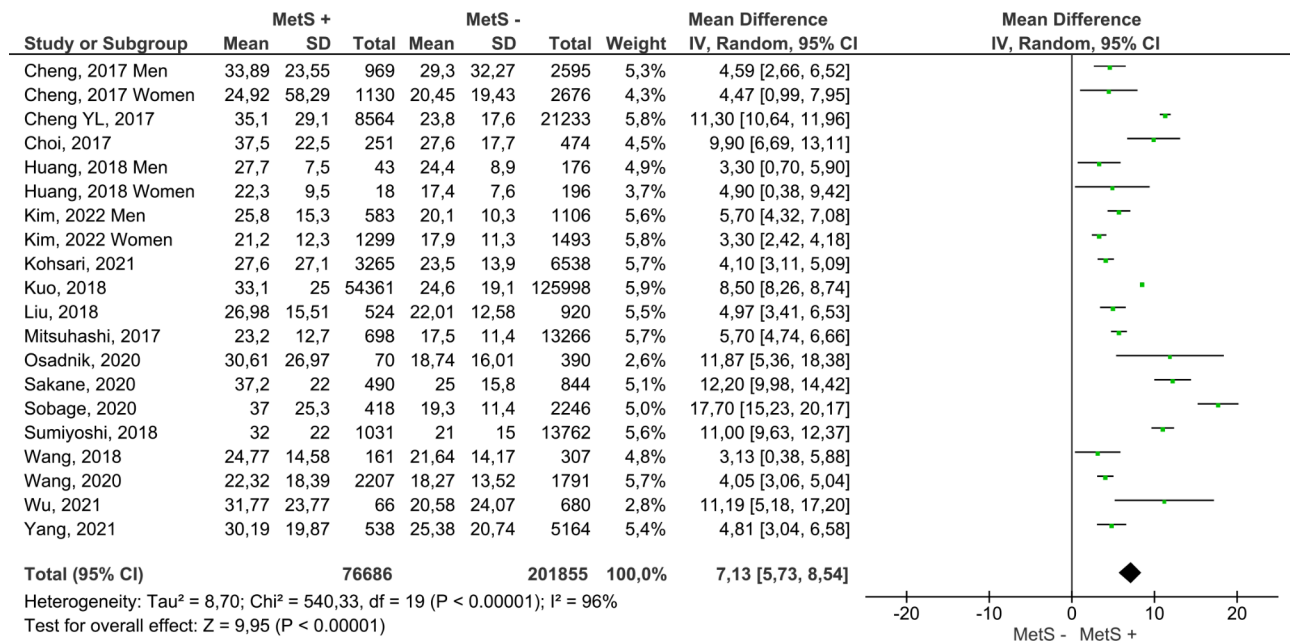 MetS + MetS - Mean Difference Mean Difference
Study or Subgroup Mean SD Total Mean SD Total Weight IV, Random, 95% CI IV, Random, 95% CI
Cheng, 2017 Men 33,89 23,55 969 29,3 32,27 2595 5,3% 4,59 [2,66, 6,52]
Cheng, 2017 Women 24,92 58,29 1130 20,45 19,43 2676 4,3% 4,47 [0,99, 7,95]
Cheng YL, 2017 35,1 29,1 8564 23,8 17,6 21233 5,8% 11,30 [10,64, 11,96]
Choi, 2017 37,5 22,5 251 27,6 17,7 474 4,5% 9,90 [6,69, 13,11]
Huang, 2018 Men 27,7 7,5 43 24,4 8,9 176 4,9% 3,30 [0,70, 5,90]
Huang, 2018 Women 22,3 9,5 18 17,4 7,6 196 3,7% 4,90 [0,38, 9,42]
Kim, 2022 Men 25,8 15,3 583 20,1 10,3 1106 5,6% 5,70 [4,32, 7,08]
Kim, 2022 Women 21,2 12,3 1299 17,9 11,3 1493 5,8% 3,30 [2,42, 4,18]
Kohsari, 2021 27,6 27,1 3265 23,5 13,9 6538 5,7% 4,10 [3,11, 5,09]
Kuo, 2018 33,1 25 54361 24,6 19,1 125998 5,9% 8,50 [8,26, 8,74]
Liu, 2018 26,98 15,51 524 22,01 12,58 920 5,5% 4,97 [3,41, 6,53]
Mitsuhashi, 2017 23,2 12,7 698 17,5 11,4 13266 5,7% 5,70 [4,74, 6,66]
Osadnik, 2020 30,61 26,97 70 18,74 16,01 390 2,6% 11,87 [5,36, 18,38]
Sakane, 2020 37,2 22 490 25 15,8 844 5,1% 12,20 [9,98, 14,42]
Sobage, 2020 37 25,3 418 19,3 11,4 2246 5,0% 17,70 [15,23, 20,17]
Sumiyoshi, 2018 32 22 1031 21 15 13762 5,6% 11,00 [9,63, 12,37]
Wang, 2018 24,77 14,58 161 21,64 14,17 307 4,8% 3,13 [0,38, 5,88]
Wang, 2020 22,32 18,39 2207 18,27 13,52 1791 5,7% 4,05 [3,06, 5,04]
Wu, 2021 31,77 23,77 66 20,58 24,07 680 2,8% 11,19 [5,18, 17,20]
Yang, 2021 30,19 19,87 538 25,38 20,74 5164 5,4% 4,81 [3,04, 6,58]
Total (95% CI) 76686 201855 100,0% 7,13 [5,73, 8,54]
Heterogeneity: Tau² = 8,70; Chi² = 540,33, df = 19 (P < 0.00001); I² = 96%
Test for overall effect: Z = 9,95 (P < 0.00001)
-20 -10 0 10 20
MetS - MetS +